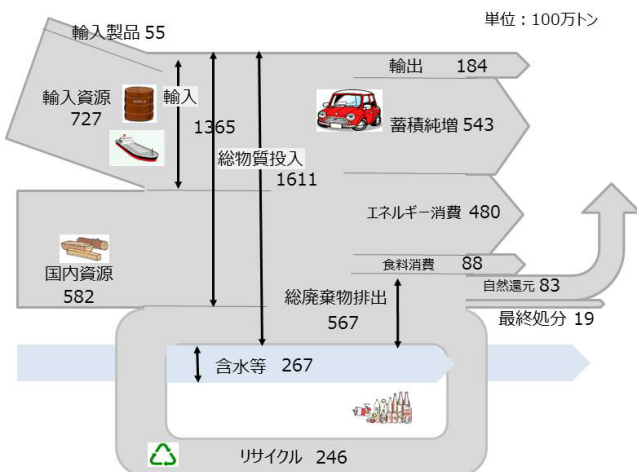 単位：100万トン
輸入製品 55
輸出 184
輸入資源
727
輸入
1365
蓄積純増 543
総物質投入
1611
エネルギー消費 480
食料消費 88
国内資源
582
総廃棄物排出
567
自然還元 83
最終処分 19
含水等 267
リサイクル 246